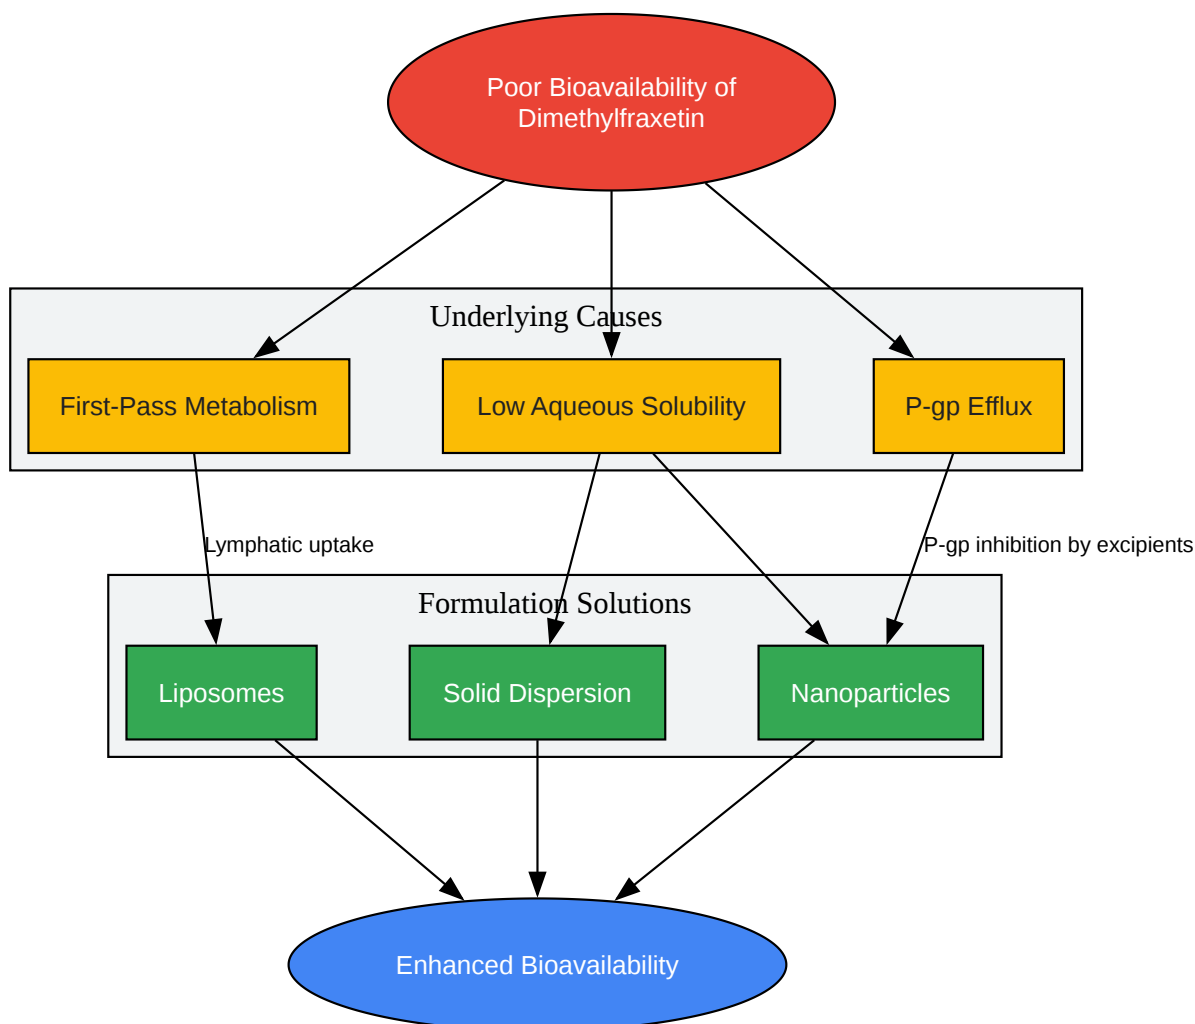 Poor Bioavailability of
Dimethylfraxetin
Underlying Causes
First-Pass Metabolism
Low Aqueous Solubility
P-gp Efflux
Lymphatic uptake
P-gp inhibition by excipients
Formulation Solutions
Liposomes
Solid Dispersion
Nanoparticles
Enhanced Bioavailability